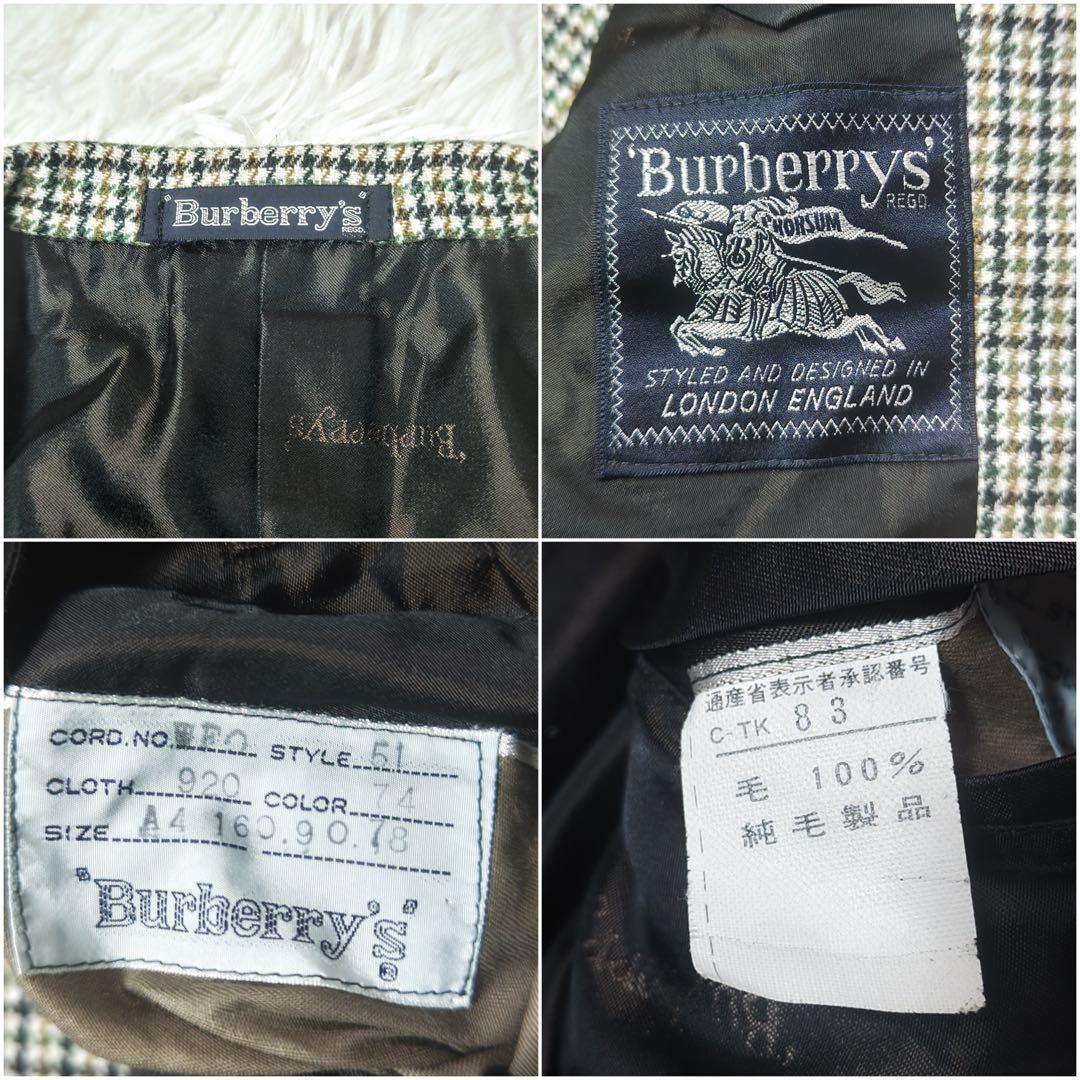 "Burberry's"
REGD.
'Burberrys
'Burberrys'
REGD.
PRORSUM
STYLED AND DESIGNED IN
LONDON ENGLAND
CORD.NO. STYLE 51
CLOTH 920 COLOR 74
SIZE A4 160.90.78
"Burberry's"
®
通産省表示者承認番号
C-TK 83
毛 100%
純毛製品